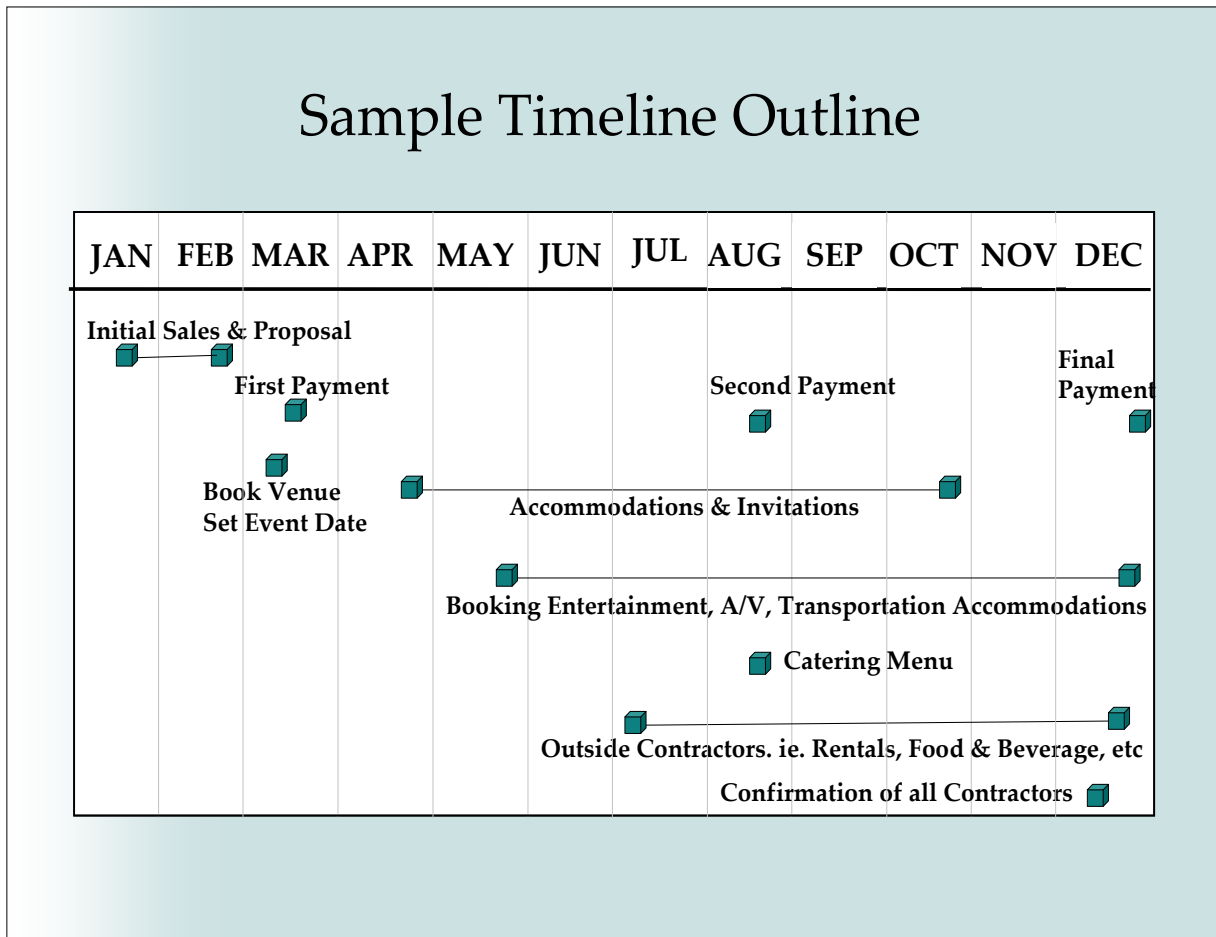 Sample Timeline Outline
JAN FEB MAR APR MAY JUN JUL AUG SEP OCT NOV DEC
Initial Sales & Proposal
First Payment
Second Payment
Final
Payment
Book Venue
Set Event Date
Accommodations & Invitations
Booking Entertainment, A/V, Transportation Accommodations
Catering Menu
Outside Contractors. ie. Rentals, Food & Beverage, etc
Confirmation of all Contractors